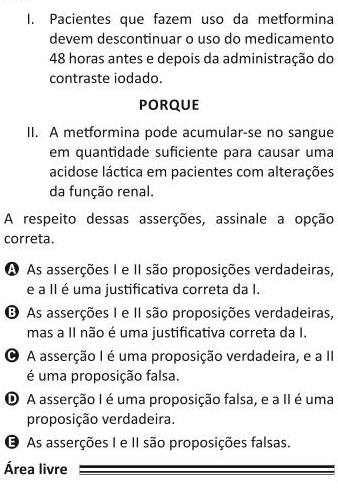 I. Pacientes que fazem uso da metformina
devem descontinuar o uso do medicamento
48 horas antes e depois da administração do
contraste iodado.
PORQUE
II. A metformina pode acumular-se no sangue
em quantidade suficiente para causar uma
acidose láctica em pacientes com alterações
da função renal.
A respeito dessas asserções, assinale a opção
correta.
A As asserções I e II são proposições verdadeiras,
e a II é uma justificativa correta da I.
B As asserções I e II são proposições verdadeiras,
mas a II não é uma justificativa correta da I.
C A asserção I é uma proposição verdadeira, e a II
é uma proposição falsa.
D A asserção I é uma proposição falsa, e a II é uma
proposição verdadeira.
E As asserções I e II são proposições falsas.
Área livre